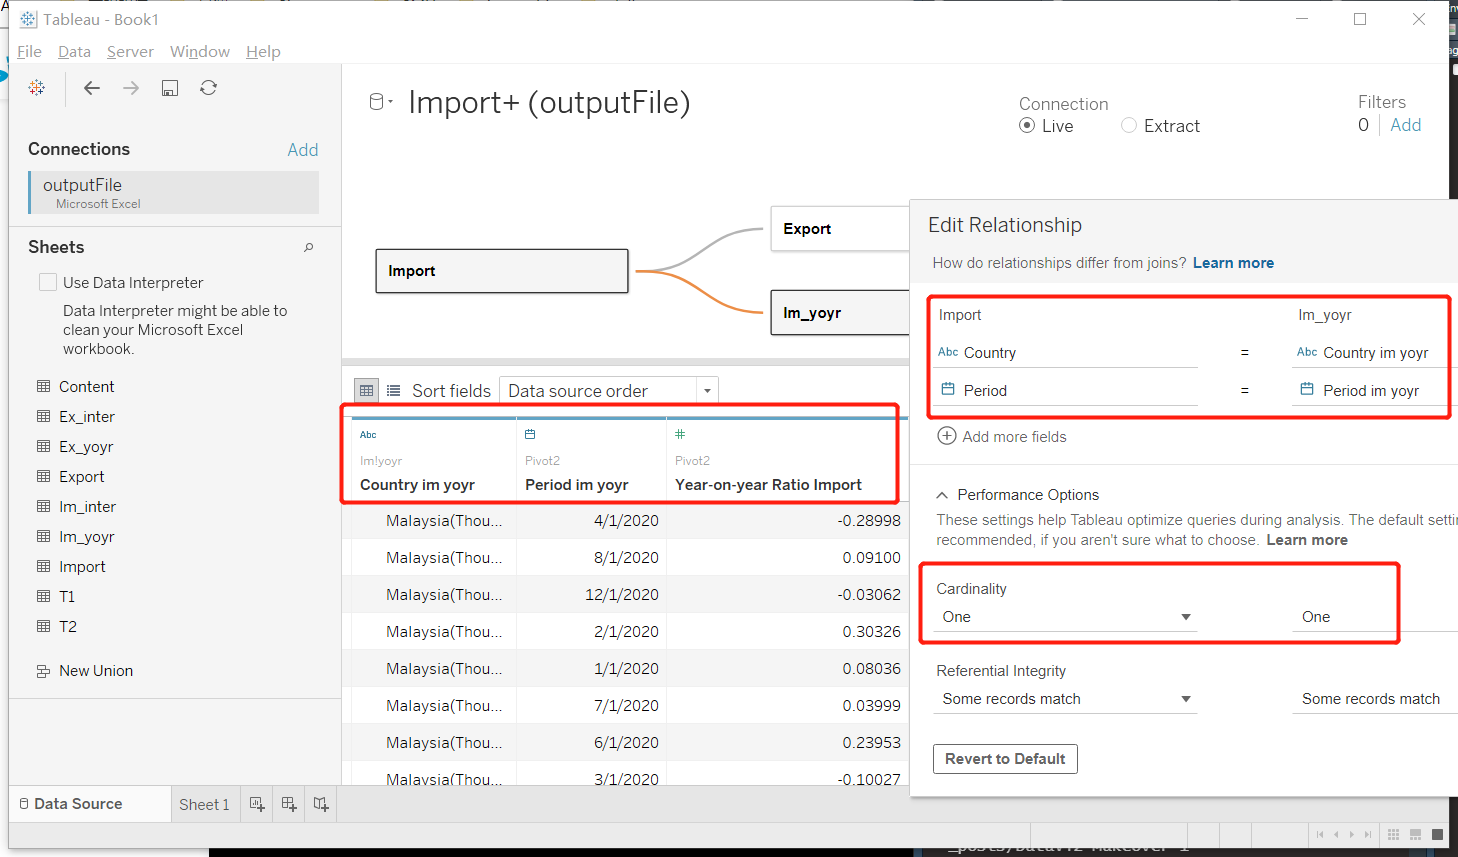 Tableau - Book1
File Data Server Window Help
Import+ (outputFile)
Connection
Live Extract
Filters
0 Add
Connections Add
outputFile
Microsoft Excel
Sheets
Use Data Interpreter
Data Interpreter might be able to
clean your Microsoft Excel
workbook.
Content
Ex_inter
Ex_yoyr
Export
Im_inter
Im_yoyr
Import
T1
T2
New Union
Import
Export
Im_yoyr
Sort fields Data source order
Abc
Im!yoyr Pivot2 Pivot2
Country im yoyr Period im yoyr Year-on-year Ratio Import
Malaysia(Thou... 4/1/2020 -0.28998
Malaysia(Thou... 8/1/2020 0.09100
Malaysia(Thou... 12/1/2020 -0.03062
Malaysia(Thou... 2/1/2020 0.30326
Malaysia(Thou... 1/1/2020 0.08036
Malaysia(Thou... 7/1/2020 0.03999
Malaysia(Thou... 6/1/2020 0.23953
Malaysia(Thou... 3/1/2020 -0.10027
Edit Relationship
How do relationships differ from joins? Learn more
Import Im_yoyr
Abc Country = Abc Country im yoyr
Period = Period im yoyr
Add more fields
Performance Options
These settings help Tableau optimize queries during analysis. The default setti
recommended, if you aren't sure what to choose. Learn more
Cardinality
One One
Referential Integrity
Some records match Some records match
Revert to Default
Data Source Sheet 1